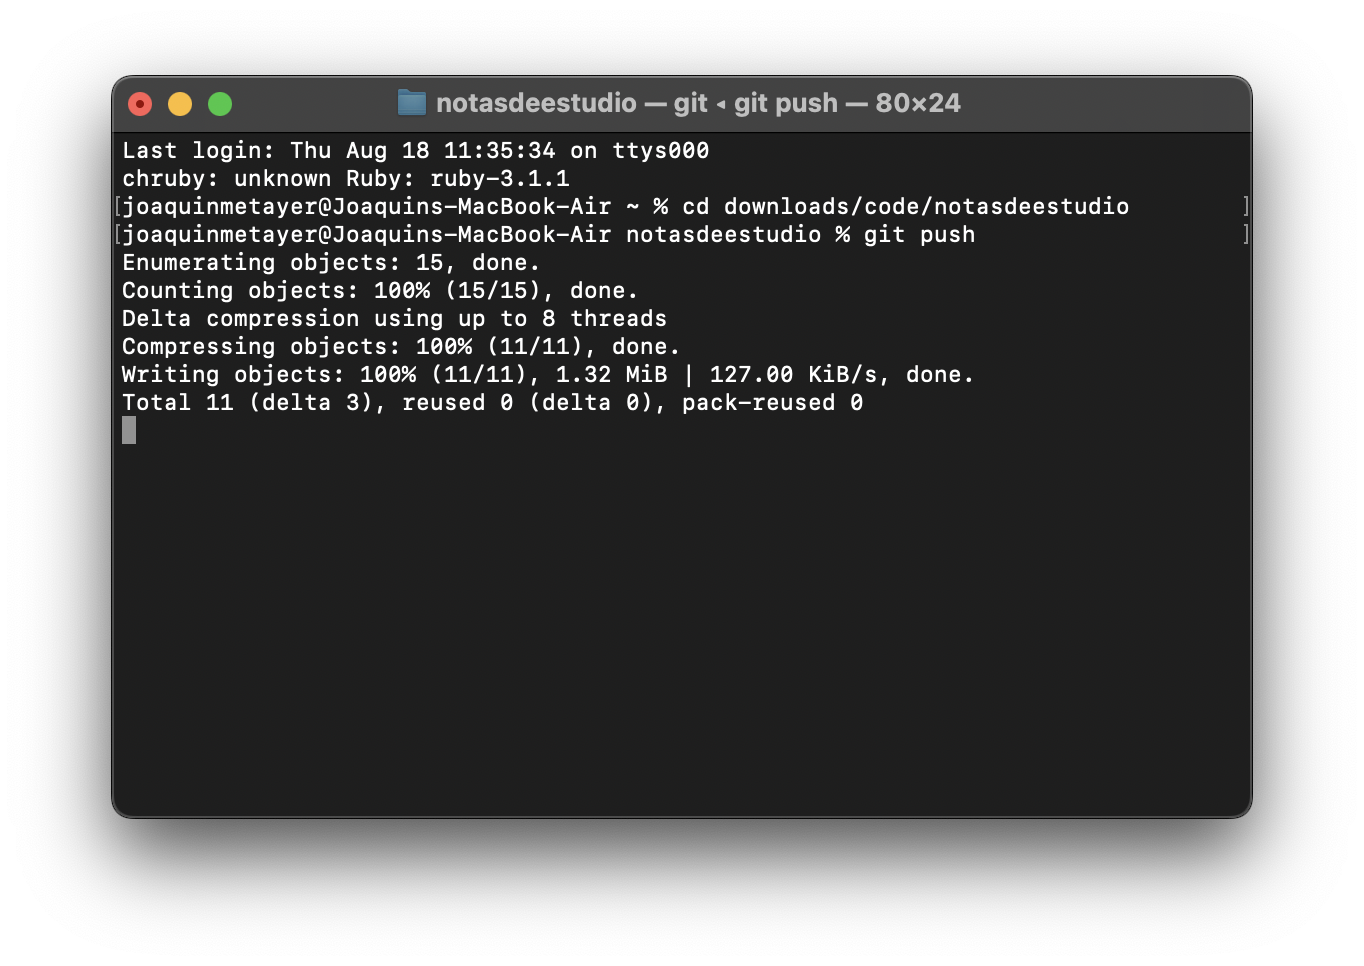 notasdeestudio — git ◂ git push — 80×24
Last login: Thu Aug 18 11:35:34 on ttys000
chruby: unknown Ruby: ruby-3.1.1
[joaquinmetayer@Joaquins-MacBook-Air ~ % cd downloads/code/notasdeestudio ]
[joaquinmetayer@Joaquins-MacBook-Air notasdeestudio % git push ]
Enumerating objects: 15, done.
Counting objects: 100% (15/15), done.
Delta compression using up to 8 threads
Compressing objects: 100% (11/11), done.
Writing objects: 100% (11/11), 1.32 MiB | 127.00 KiB/s, done.
Total 11 (delta 3), reused 0 (delta 0), pack-reused 0